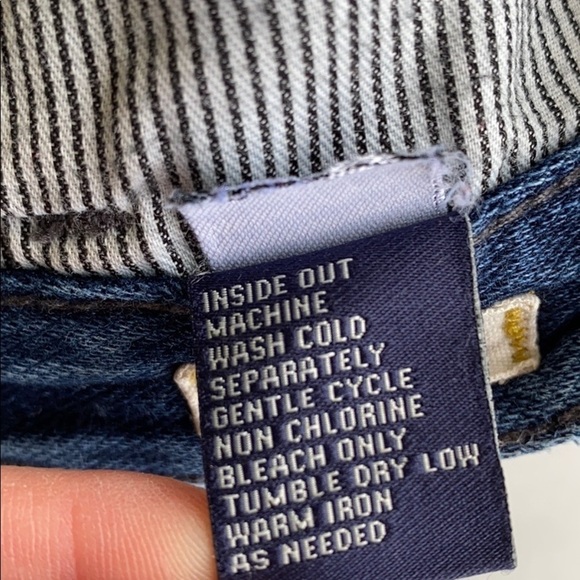 INSIDE OUT
MACHINE
WASH COLD
SEPARATELY
GENTLE CYCLE
NON CHLORINE
BLEACH ONLY
TUMBLE DRY LOW
WARM IRON
AS NEEDED